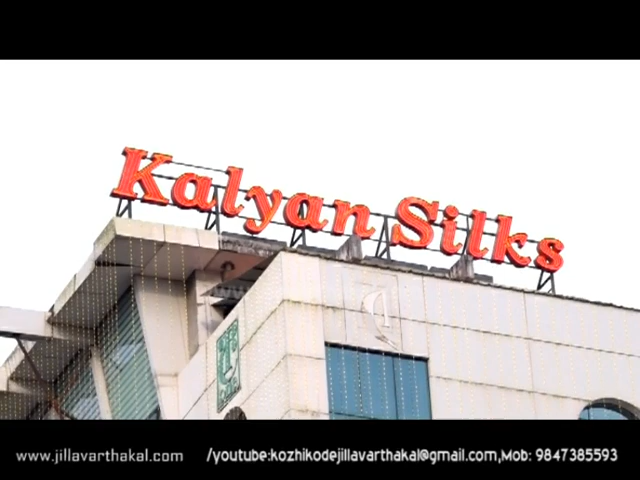 Kalyan Silks
www.jillavarthakal.com
/youtube:kozhikodejillavarthakal@gmail.com,Mob: 9847385593